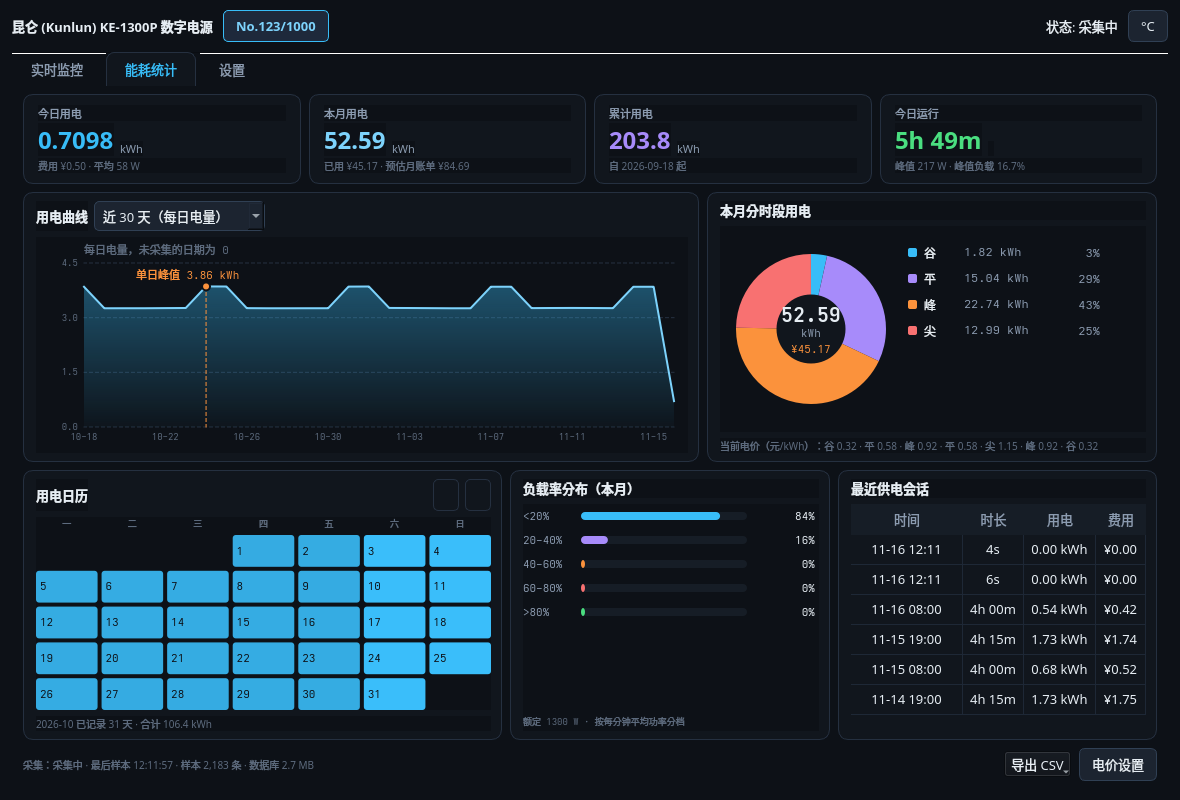 昆仑 (Kunlun) KE-1300P 数字电源 No.123/1000 状态: 采集中 °C
实时监控 能耗统计 设置
今日用电
0.7098 kWh
费用 ¥0.50 · 平均 58 W
本月用电
52.59 kWh
已用 ¥45.17 · 预估月账单 ¥84.69
累计用电
203.8 kWh
自 2026-09-18 起
今日运行
5h 49m
峰值 217 W · 峰值负载 16.7%
用电曲线 近 30 天（每日电量）
每日电量，未采集的日期为 0
单日峰值 3.86 kWh
4.5
3.0
1.5
0.0
10-18 10-22 10-26 10-30 11-03 11-07 11-11 11-15
本月分时段用电
52.59
kWh
¥45.17
谷 1.82 kWh 3%
平 15.04 kWh 29%
峰 22.74 kWh 43%
尖 12.99 kWh 25%
当前电价（元/kWh）：谷 0.32 · 平 0.58 · 峰 0.92 · 平 0.58 · 尖 1.15 · 峰 0.92 · 谷 0.32
用电日历
一 二 三 四 五 六 日
1 2 3 4
5 6 7 8 9 10 11
12 13 14 15 16 17 18
19 20 21 22 23 24 25
26 27 28 29 30 31
2026-10 已记录 31 天 · 合计 106.4 kWh
负载率分布（本月）
<20% 84%
20-40% 16%
40-60% 0%
60-80% 0%
>80% 0%
额定 1300 W · 按每分钟平均功率分档
最近供电会话
时间 时长 用电 费用
11-16 12:11 4s 0.00 kWh ¥0.00
11-16 12:11 6s 0.00 kWh ¥0.00
11-16 08:00 4h 00m 0.54 kWh ¥0.42
11-15 19:00 4h 15m 1.73 kWh ¥1.74
11-15 08:00 4h 00m 0.68 kWh ¥0.52
11-14 19:00 4h 15m 1.73 kWh ¥1.75
采集：采集中 · 最后样本 12:11:57 · 样本 2,183 条 · 数据库 2.7 MB
导出 CSV 电价设置